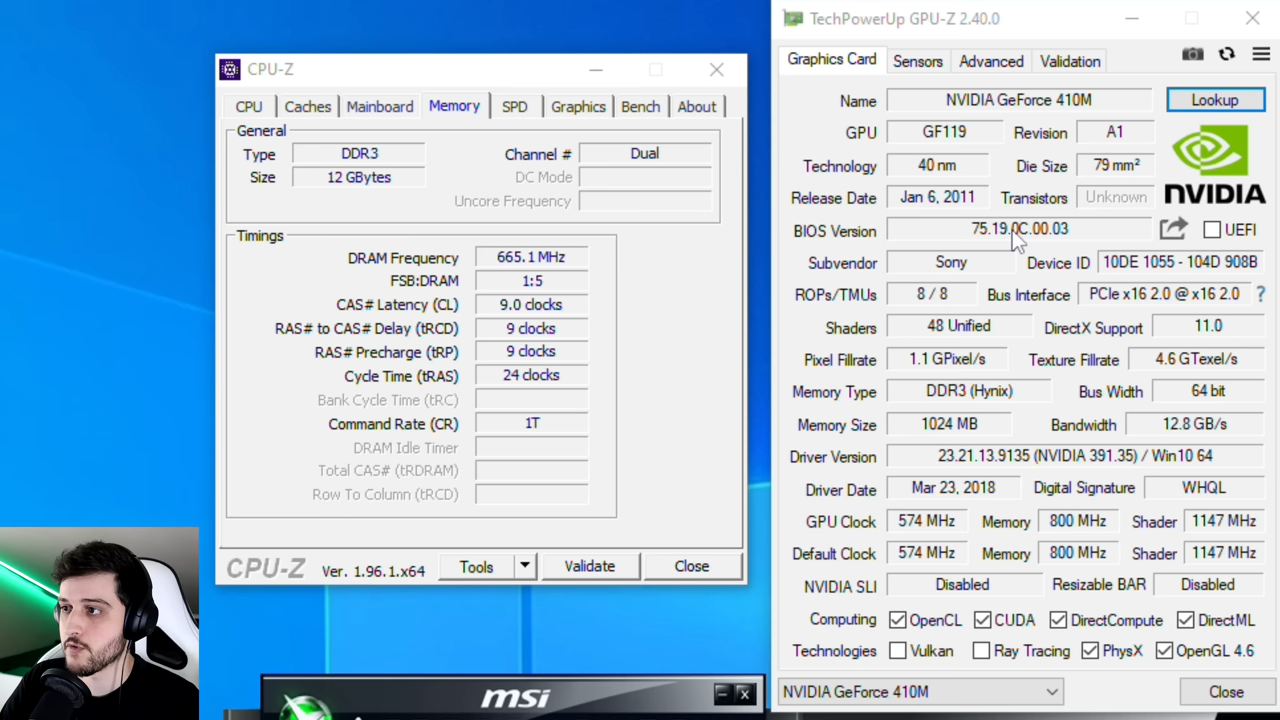 CPU-Z
CPU Caches Mainboard Memory SPD Graphics Bench About
General
Type DDR3 Channel # Dual
Size 12 GBytes DC Mode
Uncore Frequency
Timings
DRAM Frequency 665.1 MHz
FSB:DRAM 1:5
CAS# Latency (CL) 9.0 clocks
RAS# to CAS# Delay (tRCD) 9 clocks
RAS# Precharge (tRP) 9 clocks
Cycle Time (tRAS) 24 clocks
Bank Cycle Time (tRC)
Command Rate (CR) 1T
DRAM Idle Timer
Total CAS# (tRDRAM)
Row To Column (tRCD)
CPU-Z Ver. 1.96.1.x64 Tools Validate Close
msi
TechPowerUp GPU-Z 2.40.0
Graphics Card Sensors Advanced Validation
Name NVIDIA GeForce 410M Lookup
GPU GF119 Revision A1
Technology 40 nm Die Size 79 mm²
NVIDIA
Release Date Jan 6, 2011 Transistors Unknown
BIOS Version 75.19.0C.00.03 UEFI
Subvendor Sony Device ID 10DE 1055 - 104D 908B
ROPs/TMUs 8 / 8 Bus Interface PCIe x16 2.0 @ x16 2.0 ?
Shaders 48 Unified DirectX Support 11.0
Pixel Fillrate 1.1 GPixel/s Texture Fillrate 4.6 GTexel/s
Memory Type DDR3 (Hynix) Bus Width 64 bit
Memory Size 1024 MB Bandwidth 12.8 GB/s
Driver Version 23.21.13.9135 (NVIDIA 391.35) / Win10 64
Driver Date Mar 23, 2018 Digital Signature WHQL
GPU Clock 574 MHz Memory 800 MHz Shader 1147 MHz
Default Clock 574 MHz Memory 800 MHz Shader 1147 MHz
NVIDIA SLI Disabled Resizable BAR Disabled
Computing OpenCL CUDA DirectCompute DirectML
Technologies Vulkan Ray Tracing PhysX OpenGL 4.6
NVIDIA GeForce 410M Close